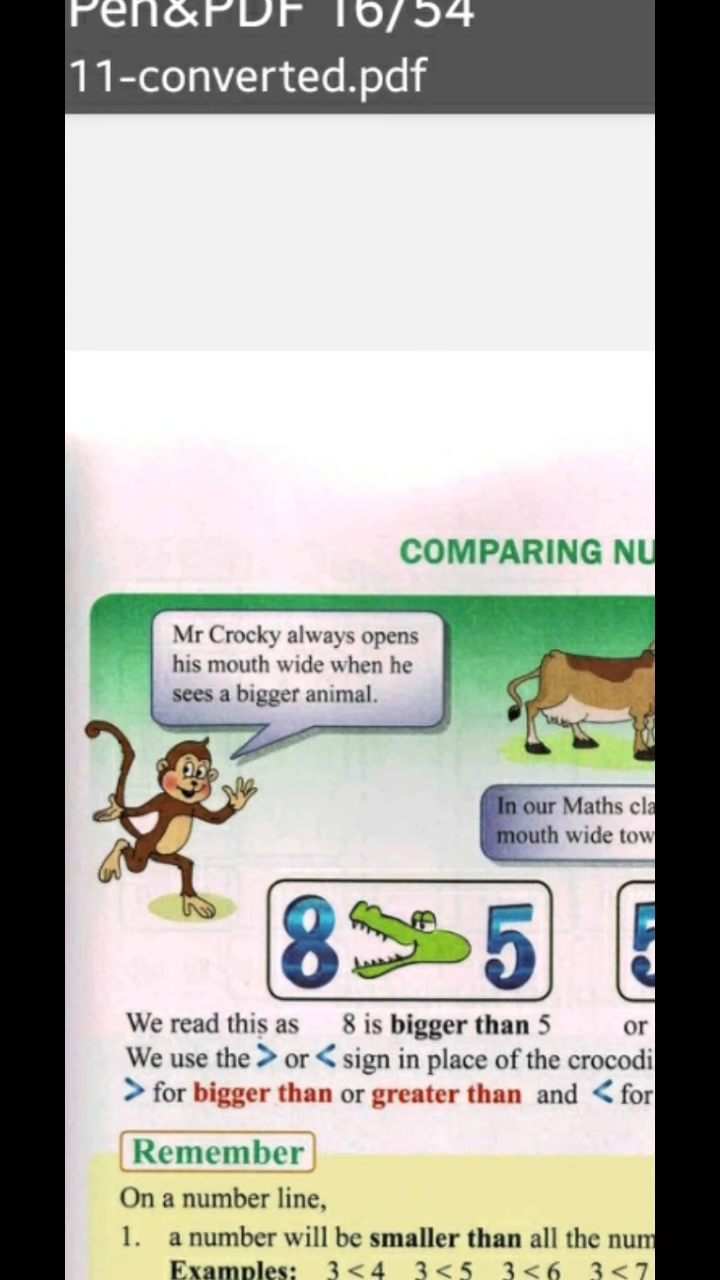 Pen&PDF 16/54
11-converted.pdf
COMPARING NU
Mr Crocky always opens
his mouth wide when he
sees a bigger animal.
In our Maths cla
mouth wide tow
8 5
5
We read this as 8 is bigger than 5 or
We use the > or < sign in place of the crocodi
> for bigger than or greater than and < for
Remember
On a number line,
1. a number will be smaller than all the num
Examples: 3 < 4 3 < 5 3 < 6 3 < 7